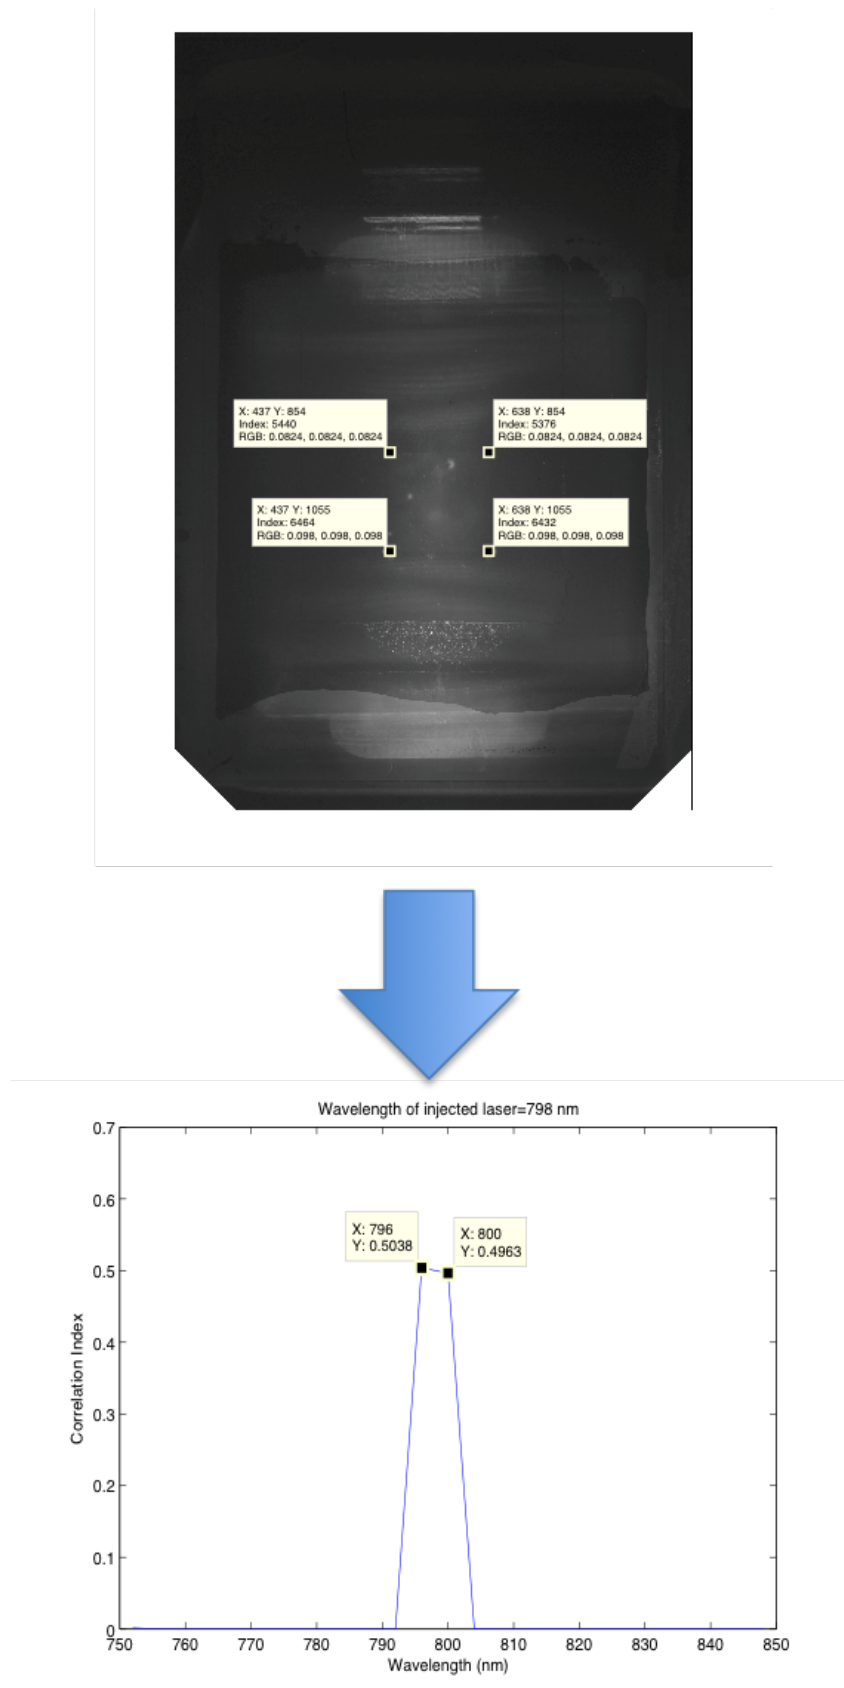 X: 437 Y: 854
Index: 5440
RGB: 0.0824, 0.0824, 0.0824
X: 638 Y: 854
Index: 5376
RGB: 0.0824, 0.0824, 0.0824
X: 437 Y: 1055
Index: 6464
RGB: 0.098, 0.098, 0.098
X: 638 Y: 1055
Index: 6432
RGB: 0.098, 0.098, 0.098
Wavelength of injected laser=798 nm
0.7
0.6
0.5
0.4
0.3
0.2
0.1
0
Correlation Index
X: 796
Y: 0.5038
X: 800
Y: 0.4963
750 760 770 780 790 800 810 820 830 840 850
Wavelength (nm)